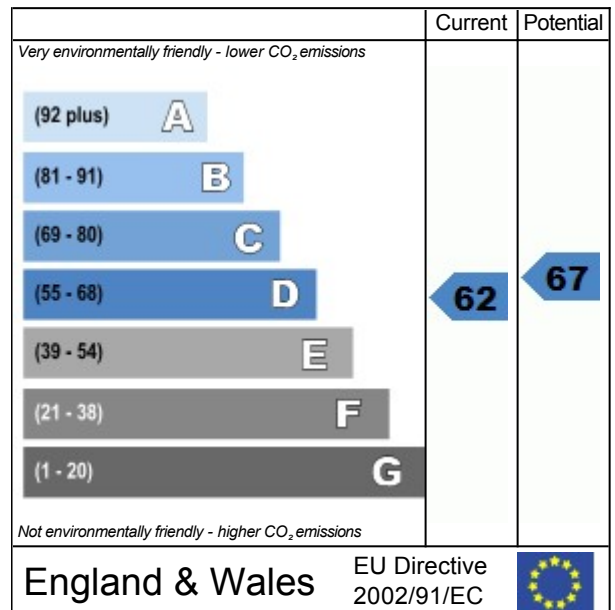 Current Potential
Very environmentally friendly - lower CO₂ emissions
(92 plus) A
(81 - 91) B
(69 - 80) C
(55 - 68) D
62
67
(39 - 54) E
(21 - 38) F
(1 - 20) G
Not environmentally friendly - higher CO₂ emissions
England & Wales
EU Directive
2002/91/EC